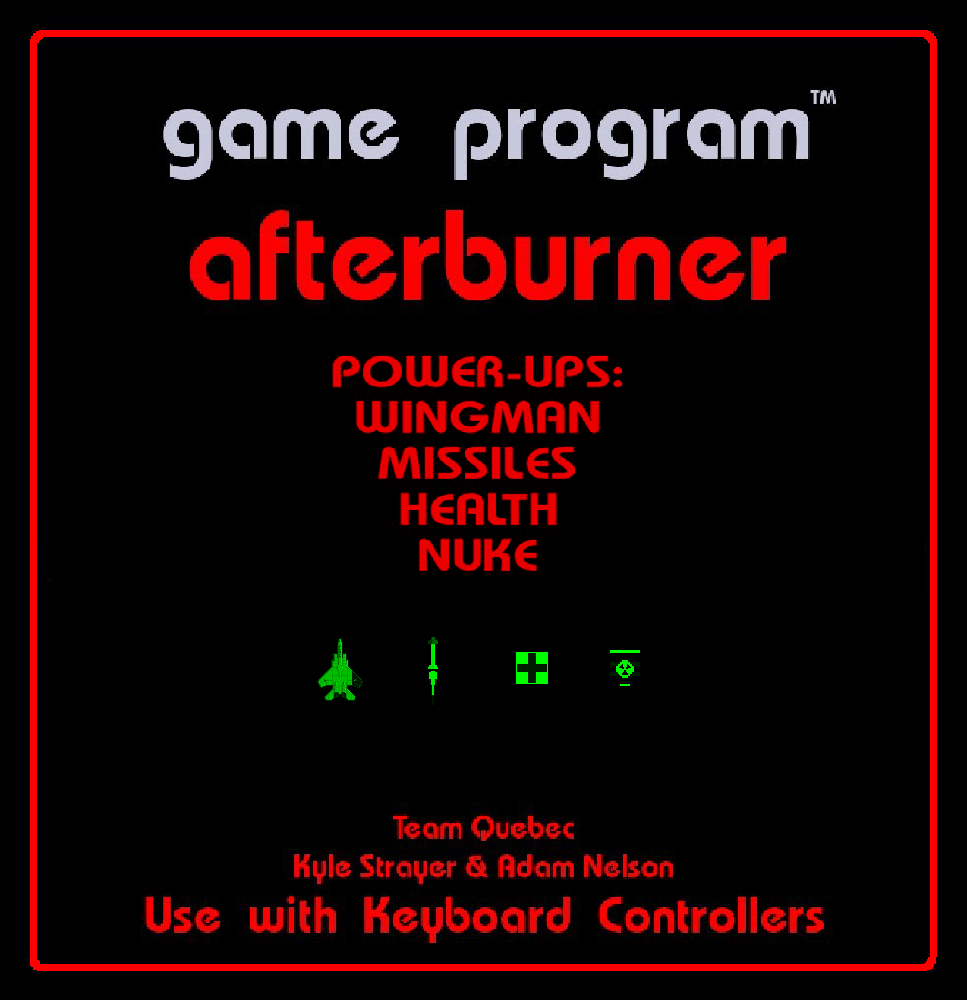 game program™
afterburner
POWER-UPS:
WINGMAN
MISSILES
HEALTH
NUKE
Team Quebec
Kyle Strayer & Adam Nelson
Use with Keyboard Controllers